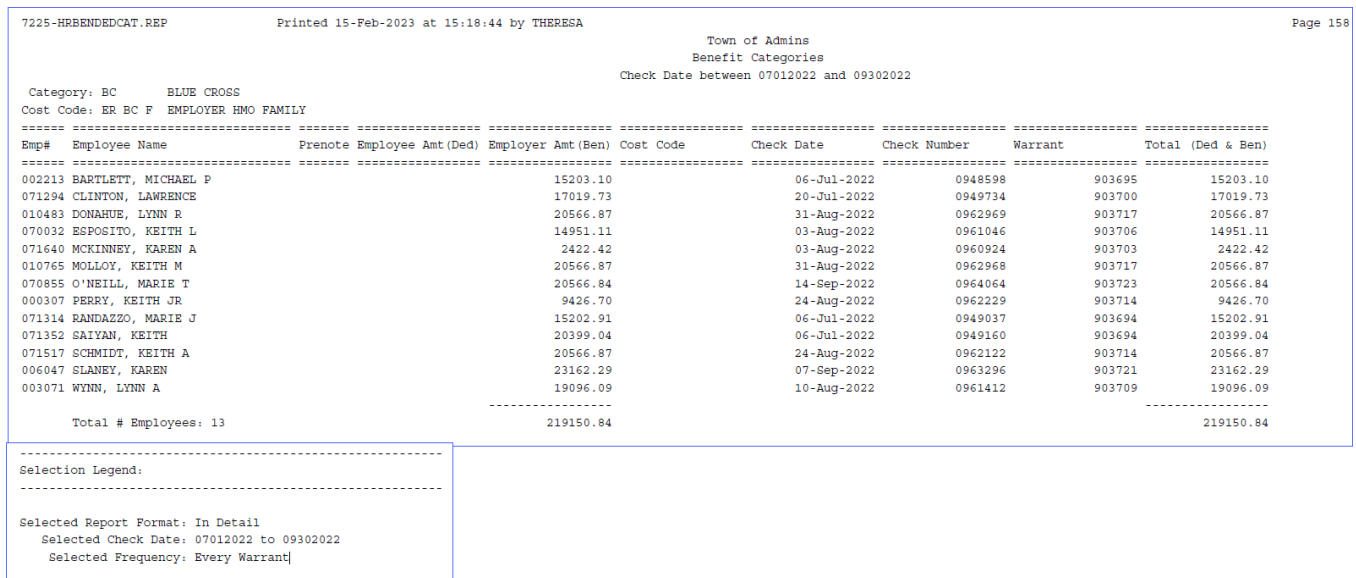 7225-HRBENDEDCAT.REP Printed 15-Feb-2023 at 15:18:44 by THERESA Page 158
Town of Admins
Benefit Categories
Check Date between 07012022 and 09302022
Category: BC BLUE CROSS
Cost Code: ER BC F EMPLOYER HMO FAMILY
====== ============================== ======= ================= ================= ================= ================= ================= ================= =================
Emp# Employee Name Prenote Employee Amt(Ded) Employer Amt(Ben) Cost Code Check Date Check Number Warrant Total (Ded & Ben)
====== ============================== ======= ================= ================= ================= ================= ================= ================= =================
002213 BARTLETT, MICHAEL P 15203.10 06-Jul-2022 0948598 903695 15203.10
071294 CLINTON, LAWRENCE 17019.73 20-Jul-2022 0949734 903700 17019.73
010483 DONAHUE, LYNN R 20566.87 31-Aug-2022 0962969 903717 20566.87
070032 ESPOSITO, KEITH L 14951.11 03-Aug-2022 0961046 903706 14951.11
071640 MCKINNEY, KAREN A 2422.42 03-Aug-2022 0960924 903703 2422.42
010765 MOLLOY, KEITH M 20566.87 31-Aug-2022 0962968 903717 20566.87
070855 O'NEILL, MARIE T 20566.84 14-Sep-2022 0964064 903723 20566.84
000307 PERRY, KEITH JR 9426.70 24-Aug-2022 0962229 903714 9426.70
071314 RANDAZZO, MARIE J 15202.91 06-Jul-2022 0949037 903694 15202.91
071352 SAIYAN, KEITH 20399.04 06-Jul-2022 0949160 903694 20399.04
071517 SCHMIDT, KEITH A 20566.87 24-Aug-2022 0962122 903714 20566.87
006047 SLANEY, KAREN 23162.29 07-Sep-2022 0963296 903721 23162.29
003071 WYNN, LYNN A 19096.09 10-Aug-2022 0961412 903709 19096.09
----------------- -----------------
Total # Employees: 13 219150.84 219150.84
----------------------------------------------------------
Selection Legend:
----------------------------------------------------------
Selected Report Format: In Detail
Selected Check Date: 07012022 to 09302022
Selected Frequency: Every Warrant